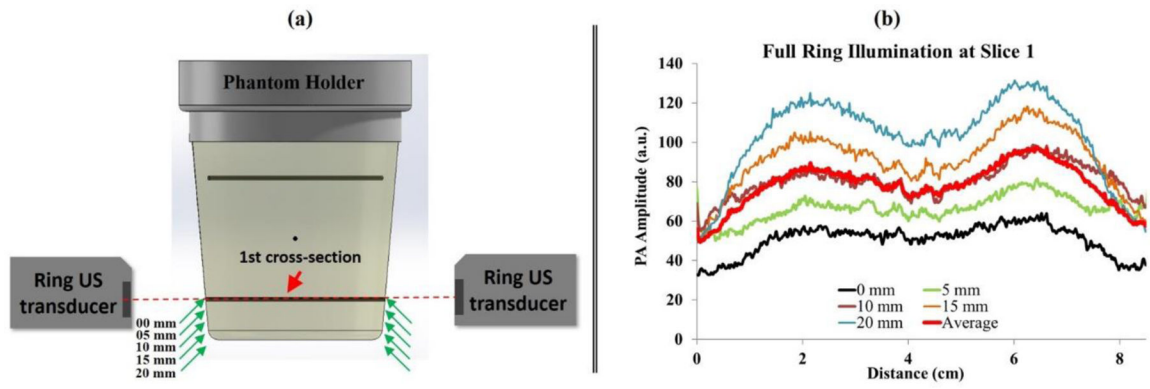 (a)
Phantom Holder
1st cross-section
Ring US
transducer
Ring US
transducer
00 mm
05 mm
10 mm
15 mm
20 mm
(b)
Full Ring Illumination at Slice 1
PA Amplitude (a.u.)
140
120
100
80
60
40
20
0
0 mm
5 mm
10 mm
15 mm
20 mm
Average
0
2
4
6
8
Distance (cm)